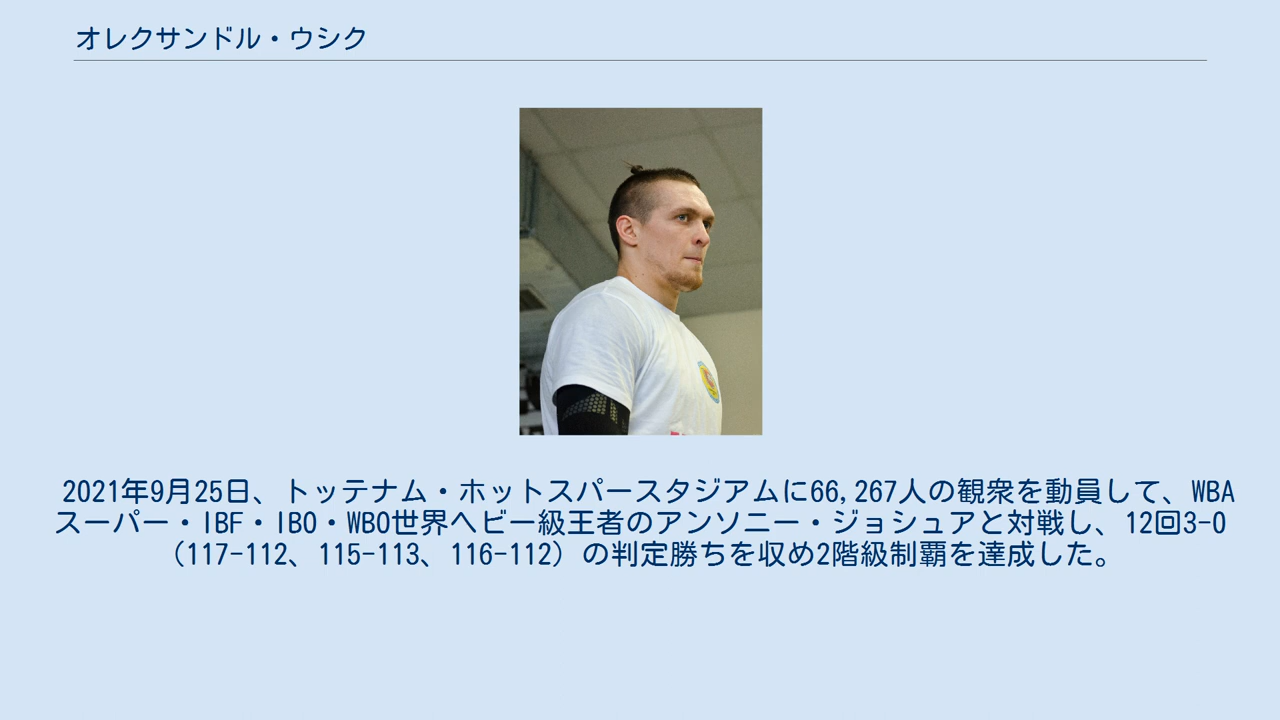 オレクサンドル・ウシク
2021年9月25日、トッテナム・ホットスパースタジアムに66,267人の観衆を動員して、WBA
スーパー・IBF・IBO・WBO世界ヘビー級王者のアンソニー・ジョシュアと対戦し、12回3-0
（117-112、115-113、116-112）の判定勝ちを収め2階級制覇を達成した。